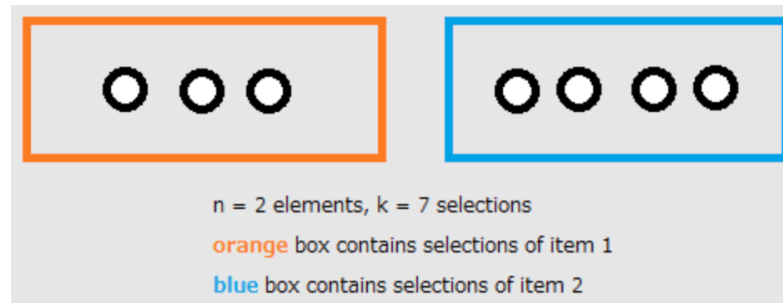 n = 2 elements, k = 7 selections
orange box contains selections of item 1
blue box contains selections of item 2